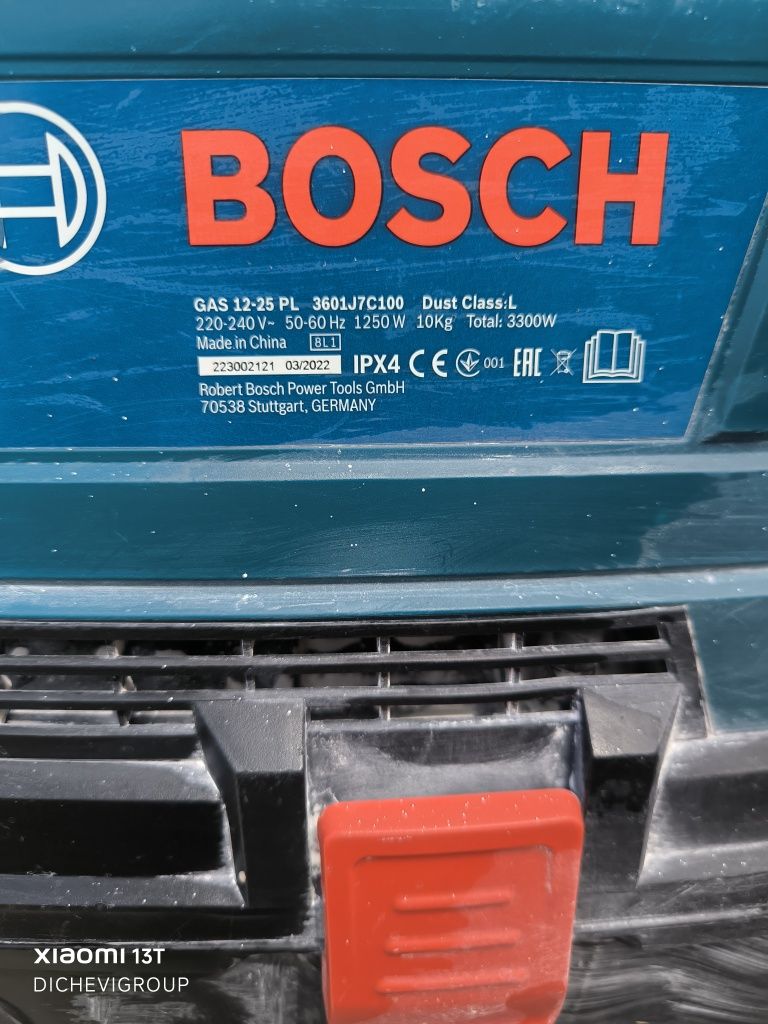 BOSCH
GAS 12-25 PL 3601J7C100 Dust Class:L
220-240 V~ 50-60 Hz 1250 W 10Kg Total: 3300W
Made in China 8L1
223002121 03/2022 IPX4 CE 001 EAC
Robert Bosch Power Tools GmbH
70538 Stuttgart, GERMANY
XIAOMI 13T
DICHEVIGROUP